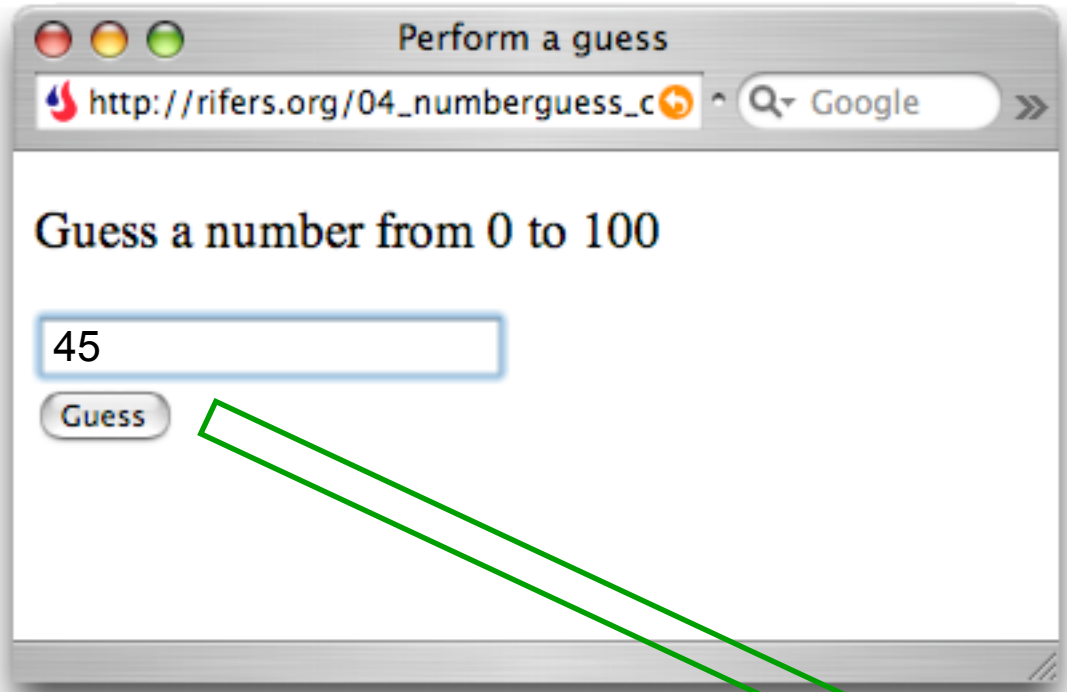 Perform a guess
http://rifers.org/04_numberguess_c
Google
Guess a number from 0 to 100
45
Guess